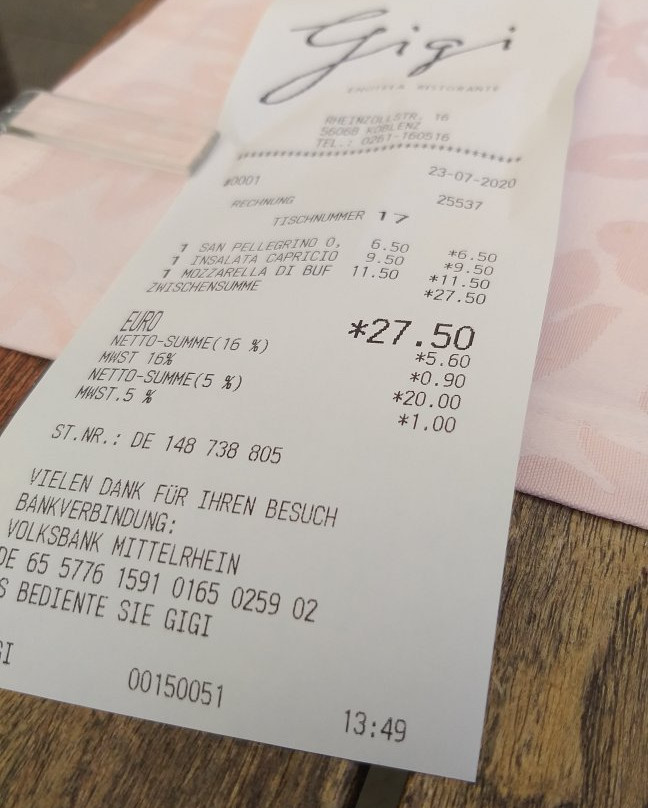 Gigi
ENOTECA RISTORANTE
RHEINZOLLSTR. 16
56068 KOBLENZ
TEL.: 0261-160516
#0001 23-07-2020
RECHNUNG 25537
TISCHNUMMER 17
1 SAN PELLEGRINO 0, 6.50 *6.50
1 INSALATA CAPRICIO 9.50 *9.50
1 MOZZARELLA DI BUF 11.50 *11.50
ZWISCHENSUMME *27.50
EURO *27.50
NETTO-SUMME(16 %) *5.60
MWST 16% *0.90
NETTO-SUMME(5 %) *20.00
MWST.5 % *1.00
ST.NR.: DE 148 738 805
VIELEN DANK FÜR IHREN BESUCH
BANKVERBINDUNG:
VOLKSBANK MITTELRHEIN
DE 65 5776 1591 0165 0259 02
S BEDIENTE SIE GIGI
GI 00150051 13:49